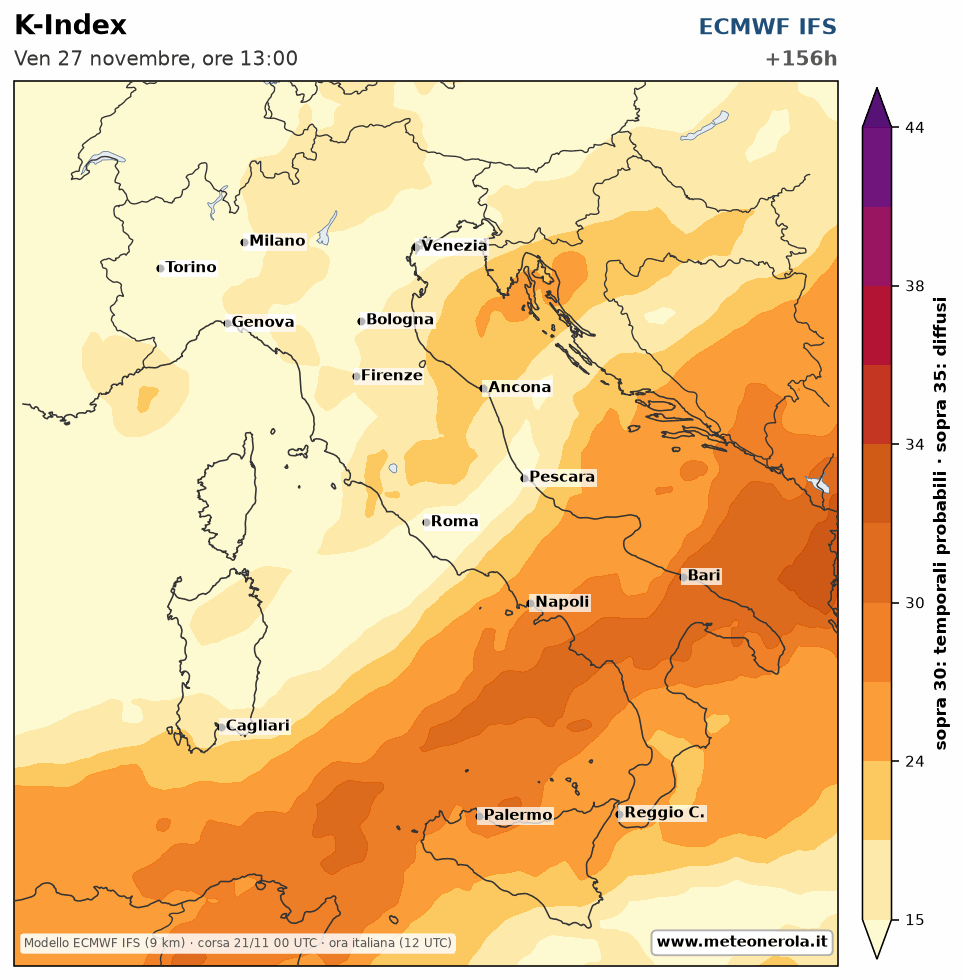 K-Index
ECMWF IFS
Ven 27 novembre, ore 13:00
+156h
Milano
Venezia
Torino
Genova
Bologna
Firenze
Ancona
Pescara
Roma
Bari
Napoli
Cagliari
Palermo
Reggio C.
44
38
34
30
24
15
sopra 30: temporali probabili · sopra 35: diffusi
Modello ECMWF IFS (9 km) · corsa 21/11 00 UTC · ora italiana (12 UTC)
www.meteonerola.it